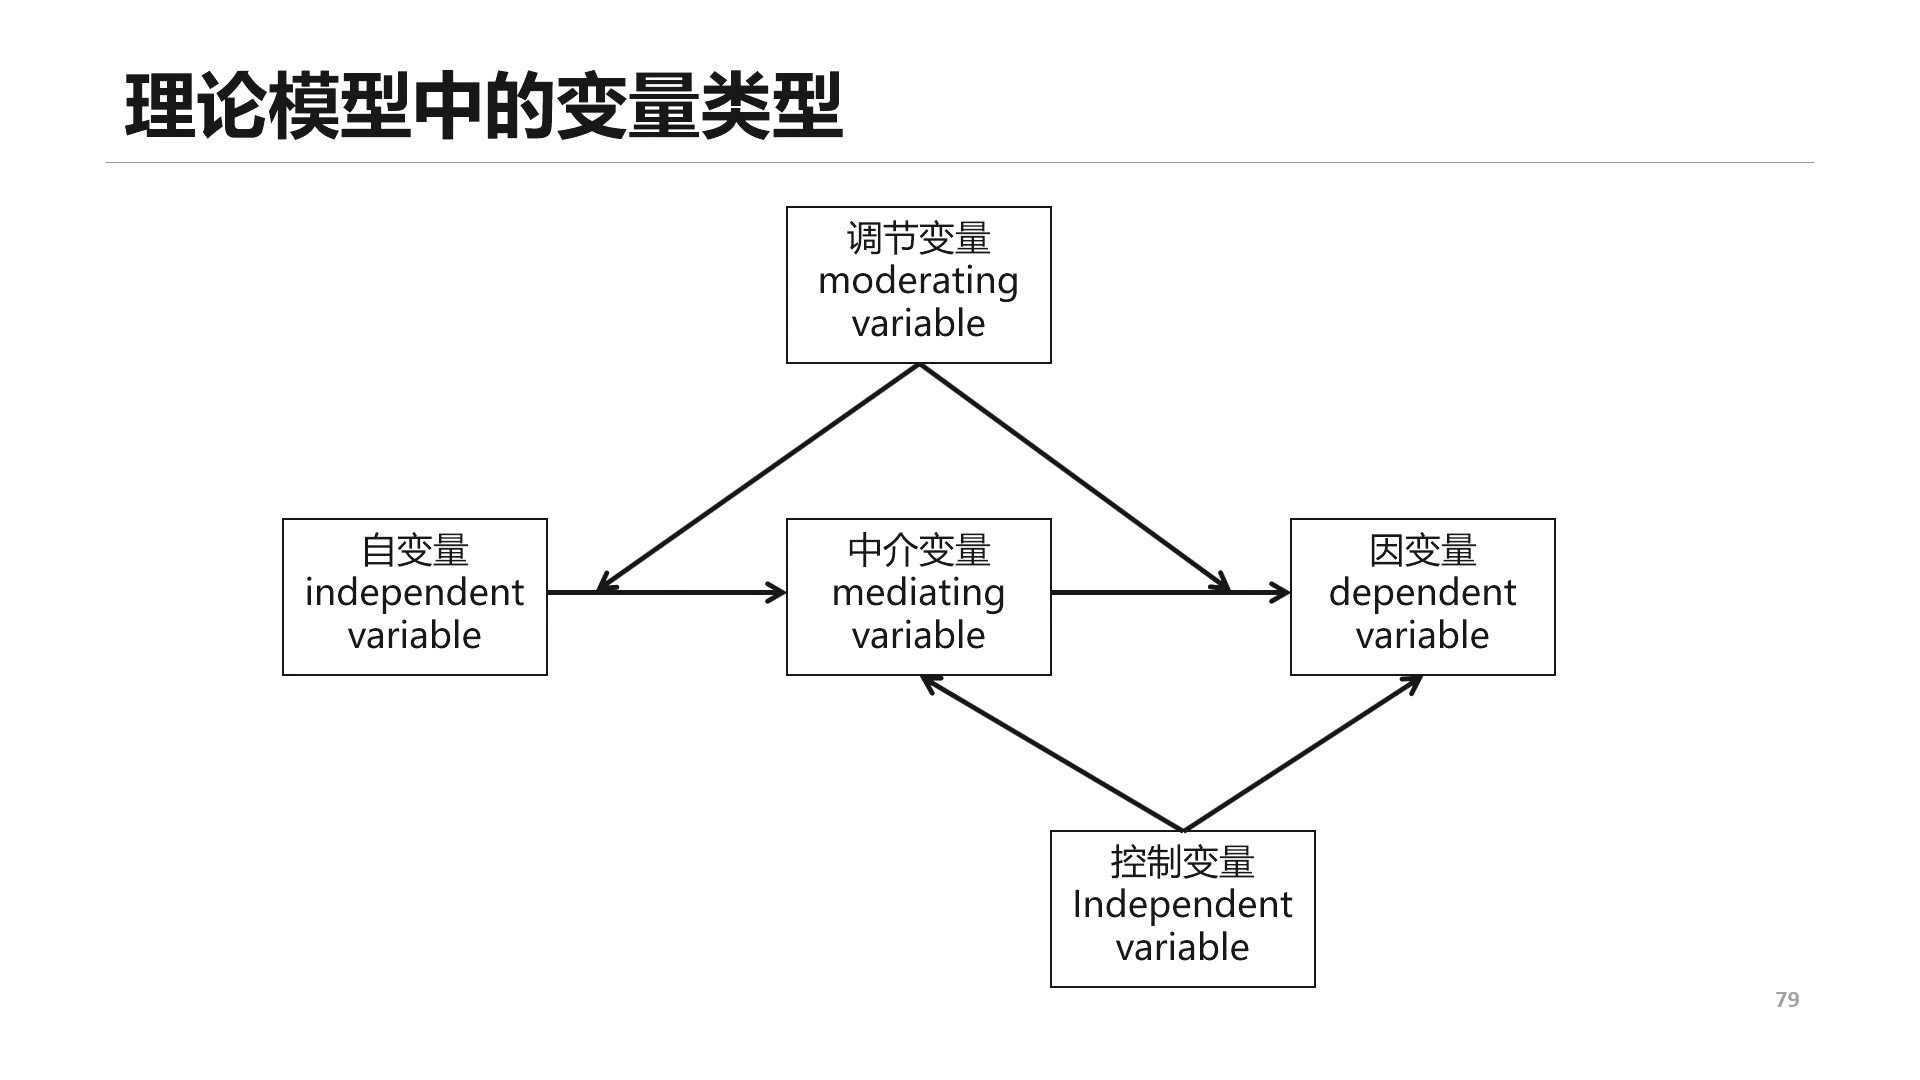 理论模型中的变量类型
调节变量
moderating
variable
自变量
independent
variable
中介变量
mediating
variable
因变量
dependent
variable
控制变量
Independent
variable
79